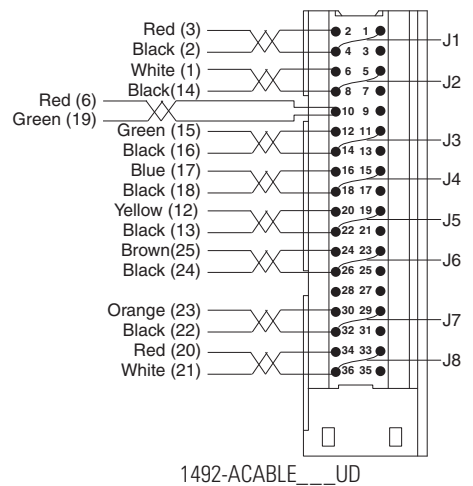 Red (3) 2 1
J1
Black (2) 4 3
White (1) 6 5
J2
Black(14) 8 7
Red (6) 10 9
Green (19)
Green (15) 12 11
J3
Black (16) 14 13
Blue (17) 16 15
J4
Black (18) 18 17
Yellow (12) 20 19
J5
Black (13) 22 21
Brown(25) 24 23
J6
Black (24) 26 25
28 27
Orange (23) 30 29
J7
Black (22) 32 31
Red (20) 34 33
J8
White (21) 36 35
1492-ACABLE___UD